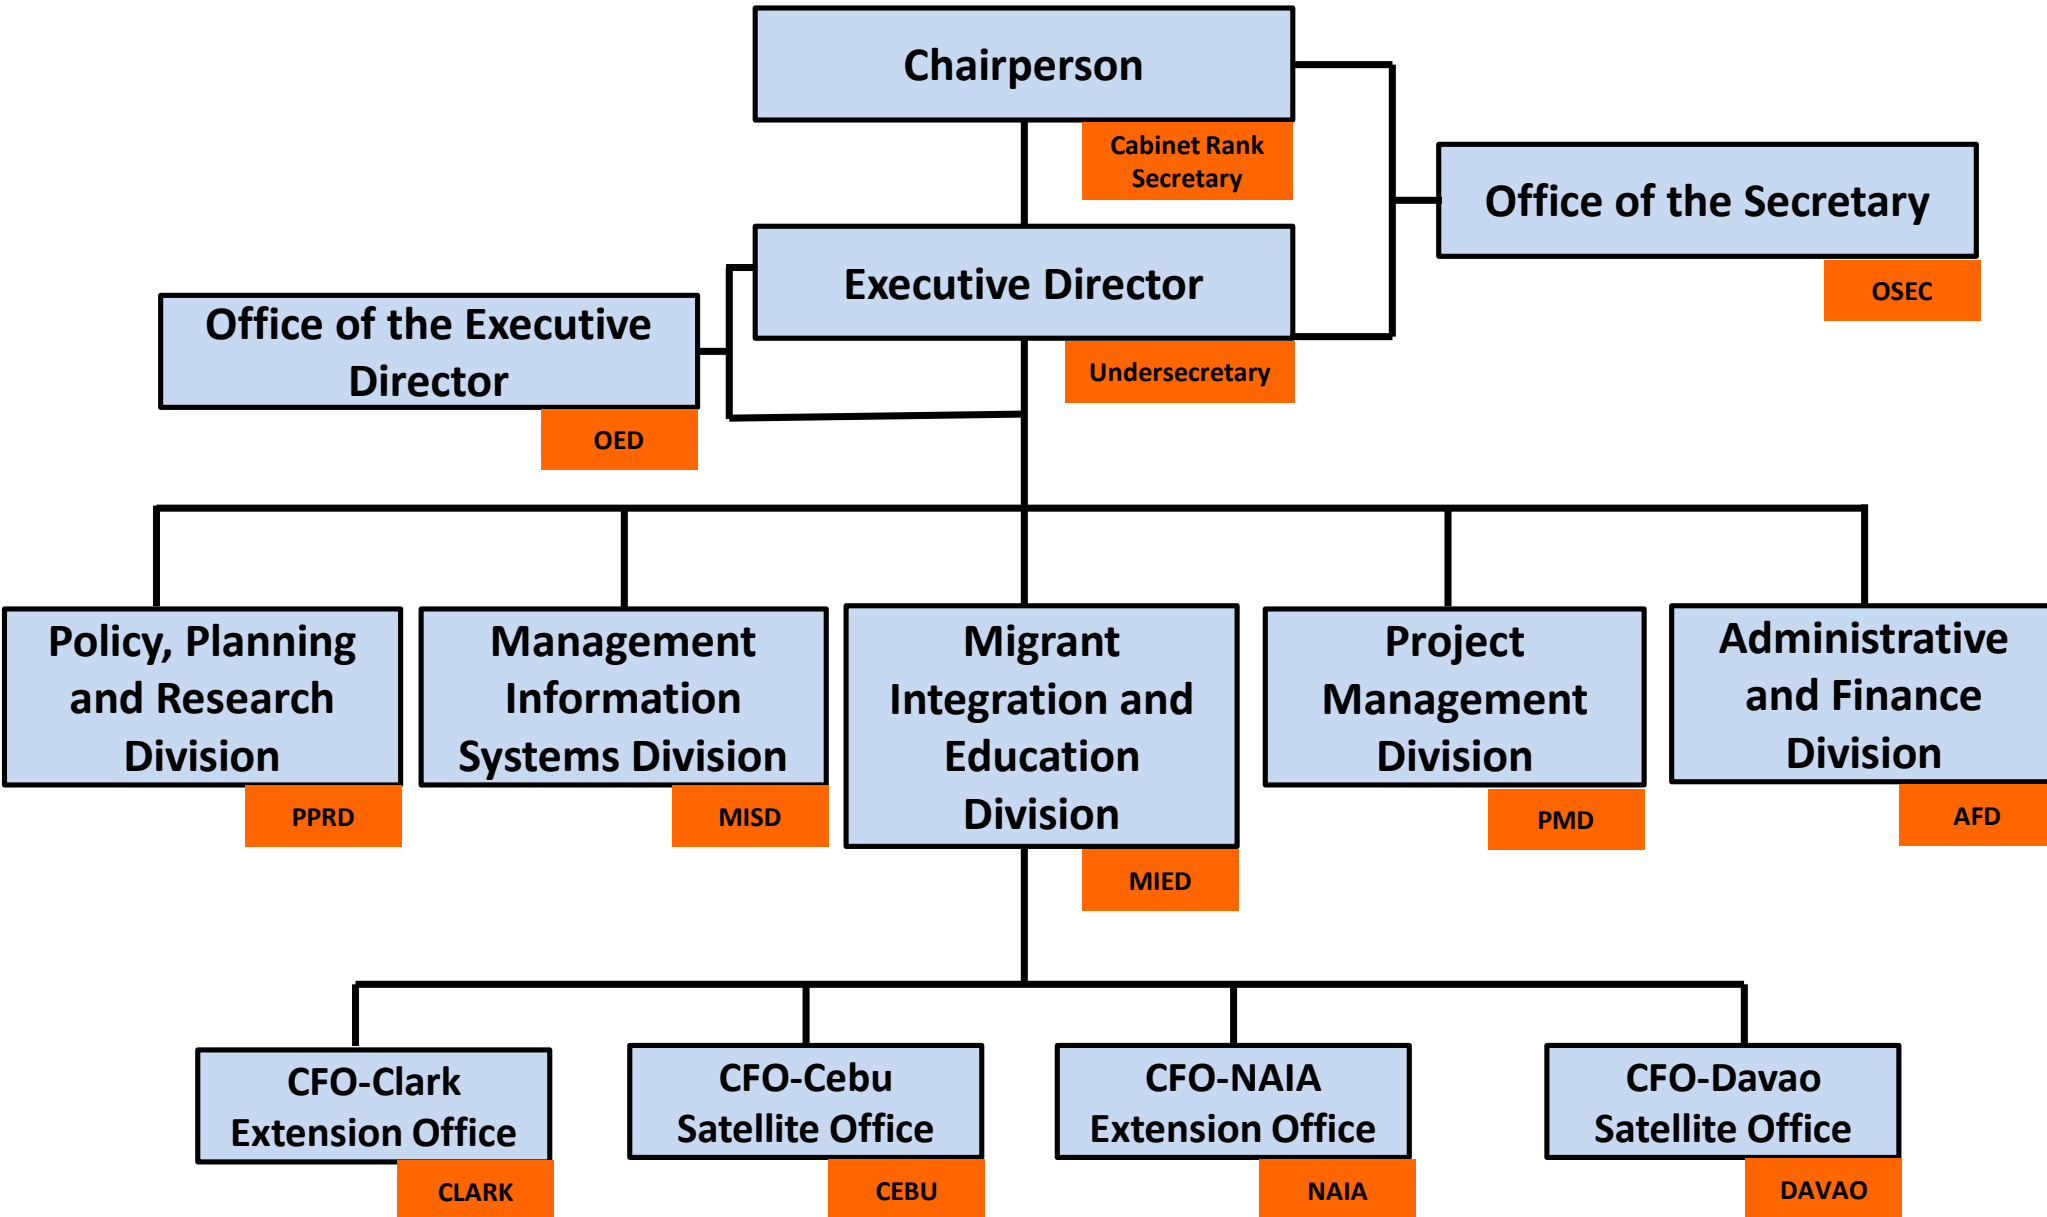 Chairperson
Cabinet Rank
Secretary
Office of the Secretary
OSEC
Executive Director
Undersecretary
Office of the Executive
Director
OED
Policy, Planning
and Research
Division
PPRD
Management
Information
Systems Division
MISD
Migrant
Integration and
Education
Division
MIED
Project
Management
Division
PMD
Administrative
and Finance
Division
AFD
CFO-Clark
Extension Office
CLARK
CFO-Cebu
Satellite Office
CEBU
CFO-NAIA
Extension Office
NAIA
CFO-Davao
Satellite Office
DAVAO